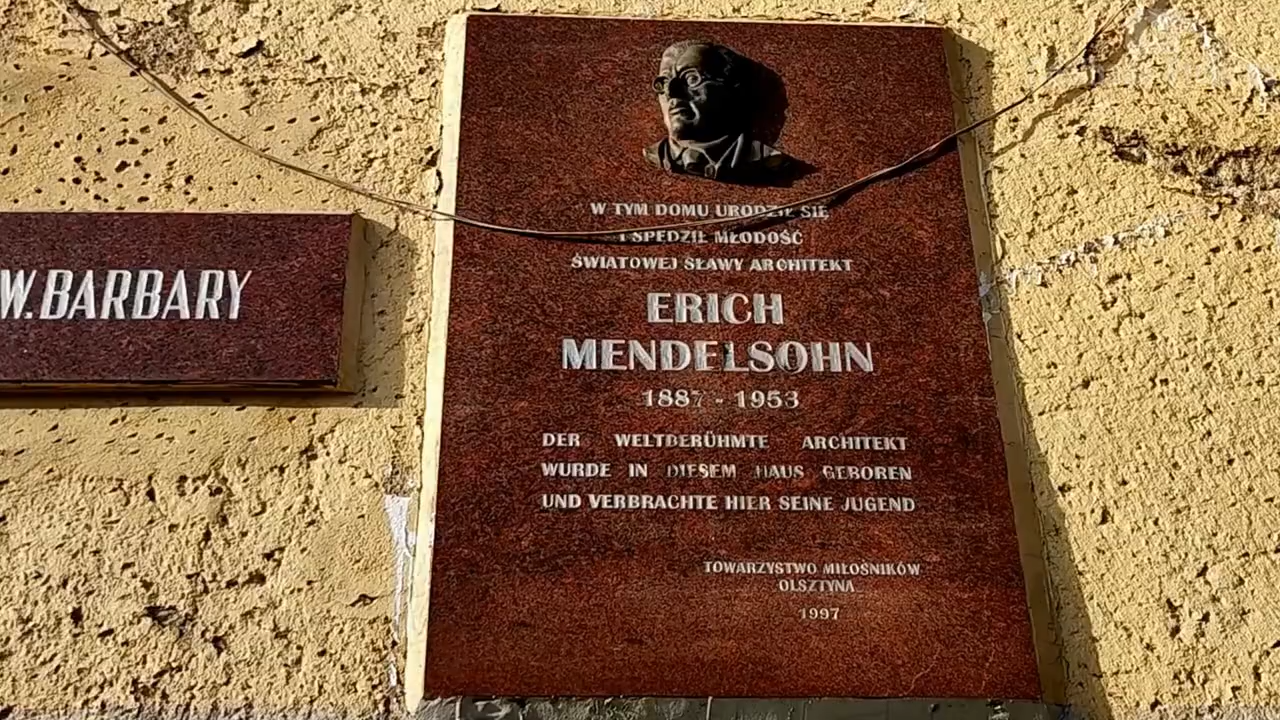 W.BARBARY
W TYM DOMU URODZIŁ SIĘ
I SPĘDZIŁ MŁODOŚĆ
ŚWIATOWEJ SŁAWY ARCHITEKT
ERICH
MENDELSOHN
1887 - 1953
DER WELTBERÜHMTE ARCHITEKT
WURDE IN DIESEM HAUS GEBOREN
UND VERBRACHTE HIER SEINE JUGEND
TOWARZYSTWO MIŁOŚNIKÓW
OLSZTYNA
1997